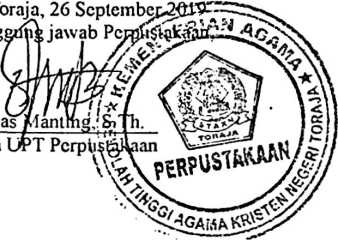 oraja, 26 September 2019
ggung jawab Perpustakaan,
as Manting, S.Th.
UPT Perpustakaan
KEMENTERIAN AGAMA
STAKN
TORAJA
PERPUSTAKAAN
SEKOLAH TINGGI AGAMA KRISTEN NEGERI TORAJA